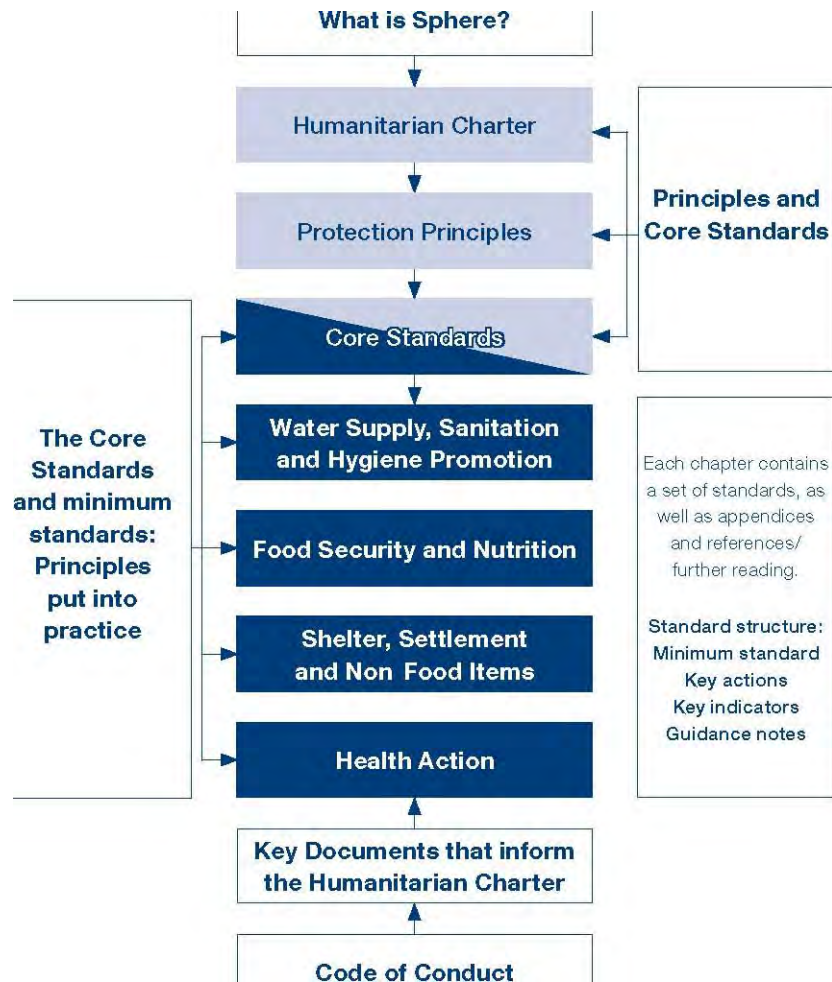 What is Sphere?
Humanitarian Charter
Principles and
Core Standards
Protection Principles
Core Standards
The Core
Standards
and minimum
standards:
Principles
put into
practice
Water Supply, Sanitation
and Hygiene Promotion
Food Security and Nutrition
Shelter, Settlement
and Non Food Items
Health Action
Each chapter contains
a set of standards, as
well as appendices
and references/
further reading.
Standard structure:
Minimum standard
Key actions
Key indicators
Guidance notes
Key Documents that inform
the Humanitarian Charter
Code of Conduct